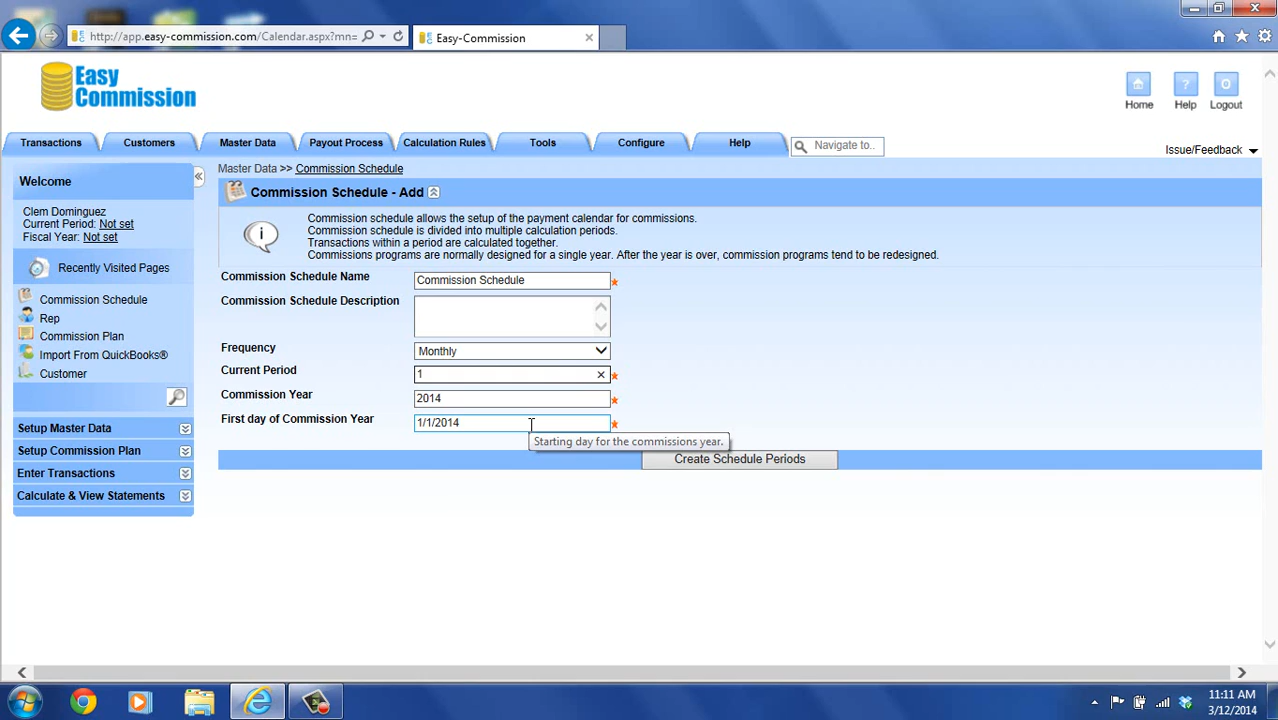 http://app.easy-commission.com/Calendar.aspx?mn=
Easy-Commission
Easy
Commission
Home
Help
Logout
Transactions
Customers
Master Data
Payout Process
Calculation Rules
Tools
Configure
Help
Navigate to..
Issue/Feedback
Master Data >> Commission Schedule
Welcome
Commission Schedule - Add
Clem Dominguez
Current Period: Not set
Fiscal Year: Not set
Commission schedule allows the setup of the payment calendar for commissions.
Commission schedule is divided into multiple calculation periods.
Transactions within a period are calculated together.
Commissions programs are normally designed for a single year. After the year is over, commission programs tend to be redesigned.
Recently Visited Pages
Commission Schedule
Rep
Commission Plan
Import From QuickBooks®
Customer
Setup Master Data
Setup Commission Plan
Enter Transactions
Calculate & View Statements
Commission Schedule Name
Commission Schedule
Commission Schedule Description
Frequency
Monthly
Current Period
1
Commission Year
2014
First day of Commission Year
1/1/2014
Starting day for the commissions year.
Create Schedule Periods
11:11 AM
3/12/2014